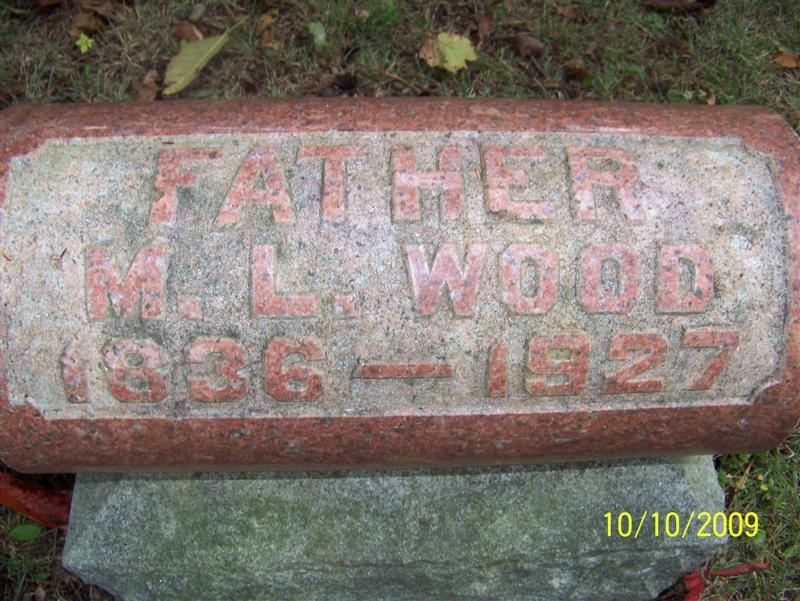 FATHER
M. L. WOOD
1836 — 1927
10/10/2009